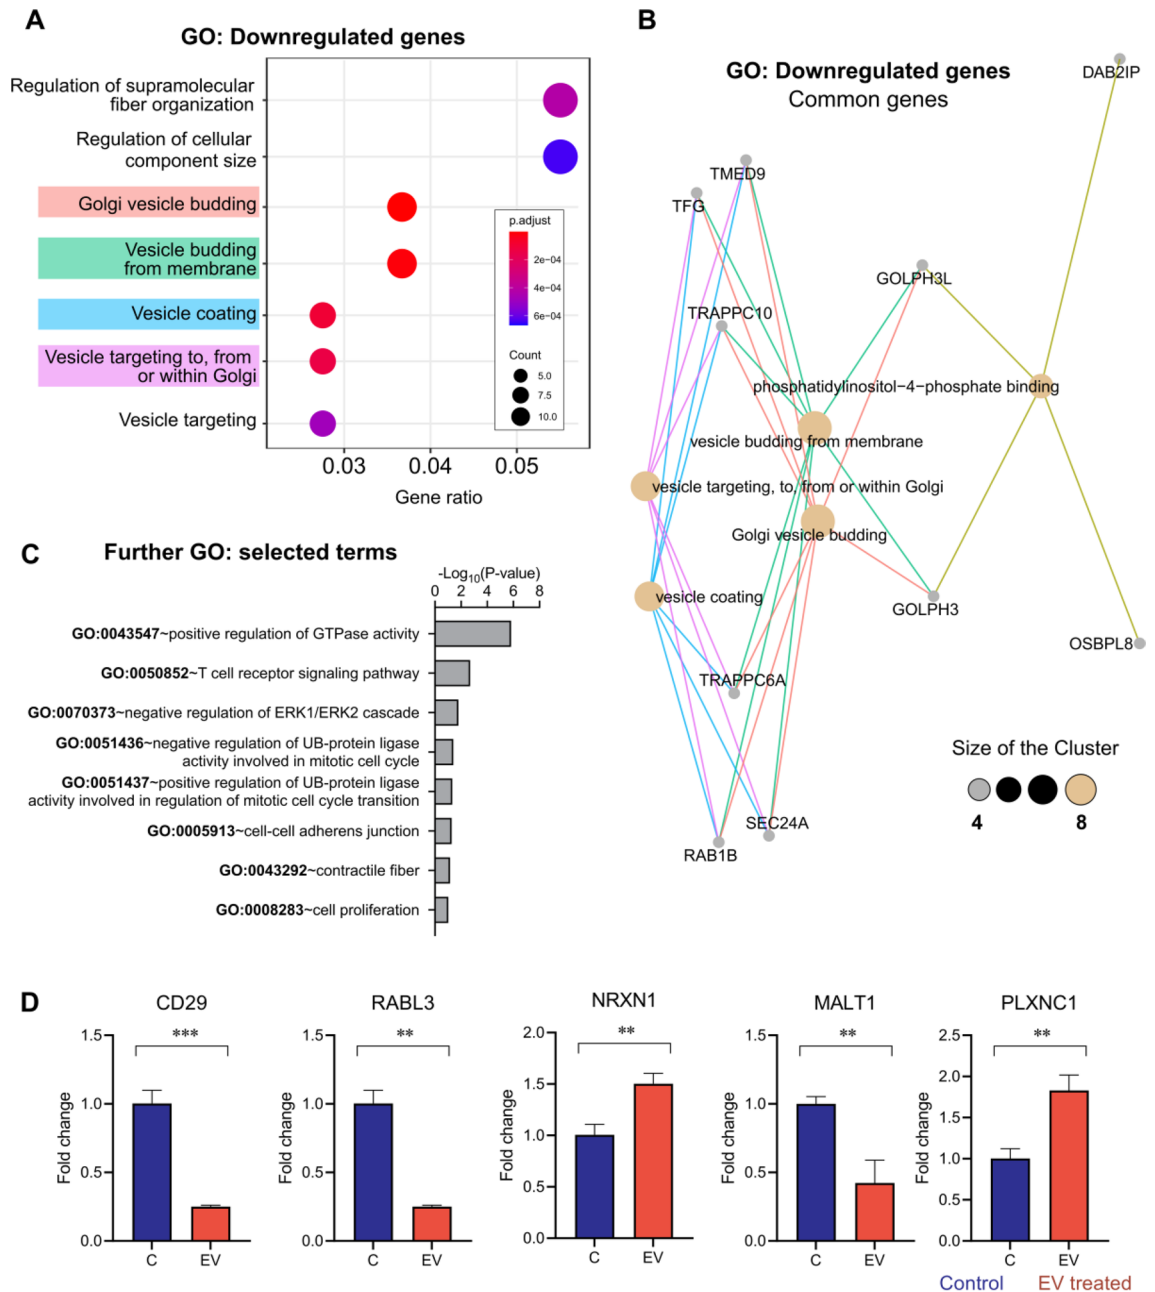 A
GO: Downregulated genes
Regulation of supramolecular
fiber organization
Regulation of cellular
component size
Golgi vesicle budding
Vesicle budding
from membrane
Vesicle coating
Vesicle targeting to, from
or within Golgi
Vesicle targeting
p.adjust
2e−04
4e−04
6e−04
Count
5.0
7.5
10.0
0.03 0.04 0.05
Gene ratio
B
GO: Downregulated genes
Common genes
DAB2IP
TMED9
TFG
GOLPH3L
TRAPPC10
phosphatidylinositol−4−phosphate binding
vesicle budding from membrane
vesicle targeting, to, from or within Golgi
Golgi vesicle budding
vesicle coating
GOLPH3
OSBPL8
TRAPPC6A
SEC24A
RAB1B
Size of the Cluster
4 8
C
Further GO: selected terms
-Log10(P-value)
0 2 4 6 8
GO:0043547~positive regulation of GTPase activity
GO:0050852~T cell receptor signaling pathway
GO:0070373~negative regulation of ERK1/ERK2 cascade
GO:0051436~negative regulation of UB-protein ligase
activity involved in mitotic cell cycle
GO:0051437~positive regulation of UB-protein ligase
activity involved in regulation of mitotic cell cycle transition
GO:0005913~cell-cell adherens junction
GO:0043292~contractile fiber
GO:0008283~cell proliferation
D
CD29
***
Fold change
1.5
1.0
0.5
0.0
C EV
RABL3
**
Fold change
1.5
1.0
0.5
0.0
C EV
NRXN1
**
Fold change
2.0
1.5
1.0
0.5
0.0
C EV
MALT1
**
Fold change
1.5
1.0
0.5
0.0
C EV
PLXNC1
**
Fold change
2.5
2.0
1.5
1.0
0.5
0.0
C EV
Control EV treated